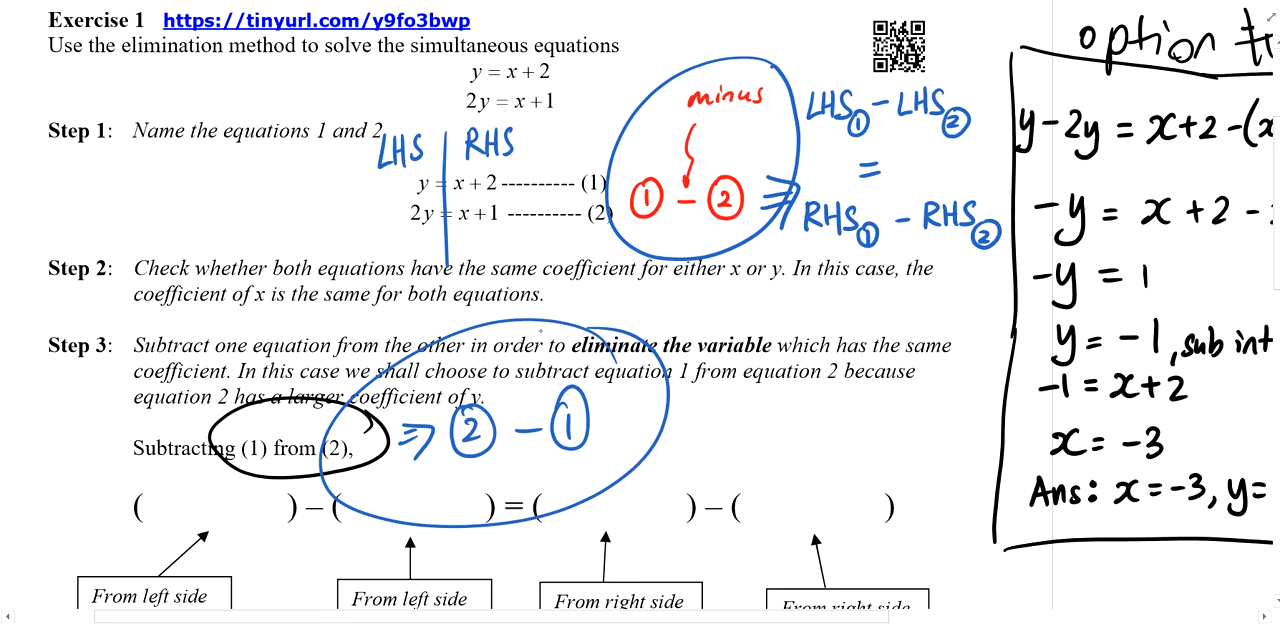 Exercise 1 https://tinyurl.com/y9fo3bwp
Use the elimination method to solve the simultaneous equations
y = x + 2
2y = x + 1
Step 1: Name the equations 1 and 2
LHS | RHS
y = x + 2 ---------- (1)
2y = x + 1 ---------- (2)
minus
① − ② ⇒
LHS① − LHS②
=
RHS① − RHS②
Step 2: Check whether both equations have the same coefficient for either x or y. In this case, the
coefficient of x is the same for both equations.
Step 3: Subtract one equation from the other in order to eliminate the variable which has the same
coefficient. In this case we shall choose to subtract equation 1 from equation 2 because
equation 2 has a larger coefficient of y.
Subtracting (1) from (2), ⇒ ② − ①
( ) – ( ) = ( ) – ( )
From left side
From left side
From right side
From right side
option
y − 2y = x + 2 − (x
−y = x + 2 −
−y = 1
y = −1, sub int
−1 = x + 2
x = −3
Ans: x = −3, y =